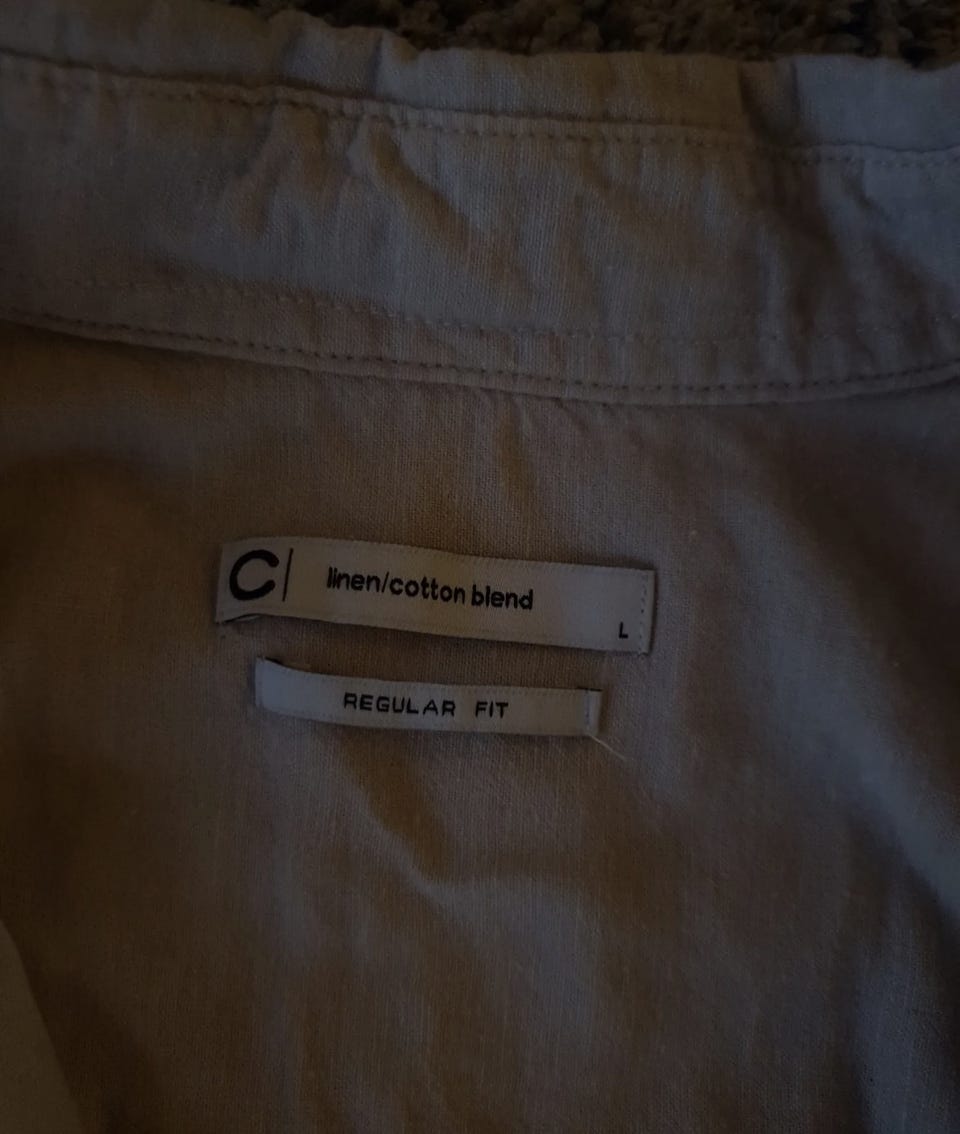 C| linen/cotton blend
L
REGULAR FIT